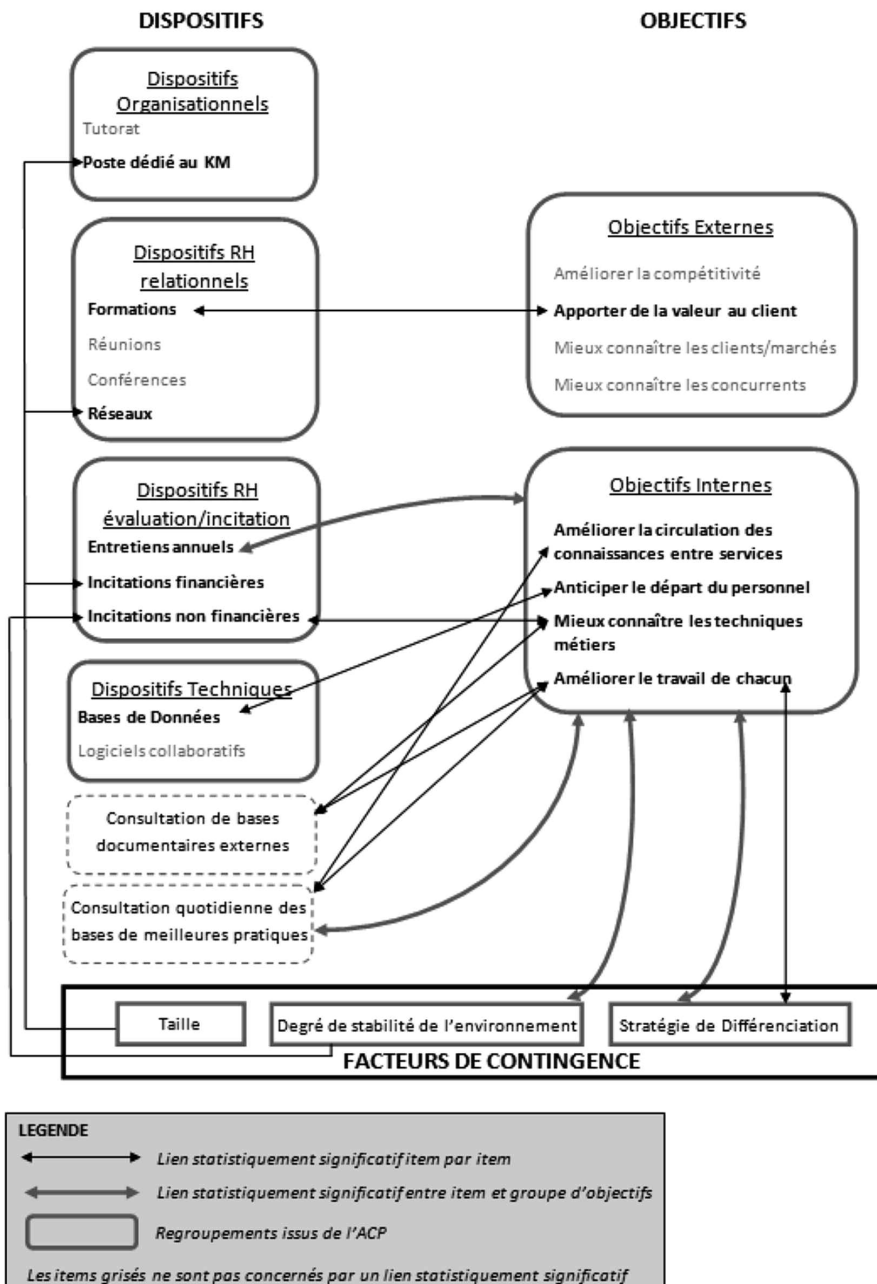 DISPOSITIFS
OBJECTIFS
Dispositifs
Organisationnels
Tutorat
Poste dédié au KM
Dispositifs RH
relationnels
Formations
Réunions
Conférences
Réseaux
Objectifs Externes
Améliorer la compétitivité
Apporter de la valeur au client
Mieux connaître les clients/marchés
Mieux connaître les concurrents
Dispositifs RH
évaluation/incitation
Entretiens annuels
Incitations financières
Incitations non financières
Objectifs Internes
Améliorer la circulation des
connaissances entre services
Anticiper le départ du personnel
Mieux connaître les techniques
métiers
Améliorer le travail de chacun
Dispositifs Techniques
Bases de Données
Logiciels collaboratifs
Consultation de bases
documentaires externes
Consultation quotidienne des
bases de meilleures pratiques
Taille
Degré de stabilité de l'environnement
Stratégie de Différenciation
FACTEURS DE CONTINGENCE
LEGENDE
Lien statistiquement significatif item par item
Lien statistiquement significatif entre item et groupe d'objectifs
Regroupements issus de l'ACP
Les items grisés ne sont pas concernés par un lien statistiquement significatif